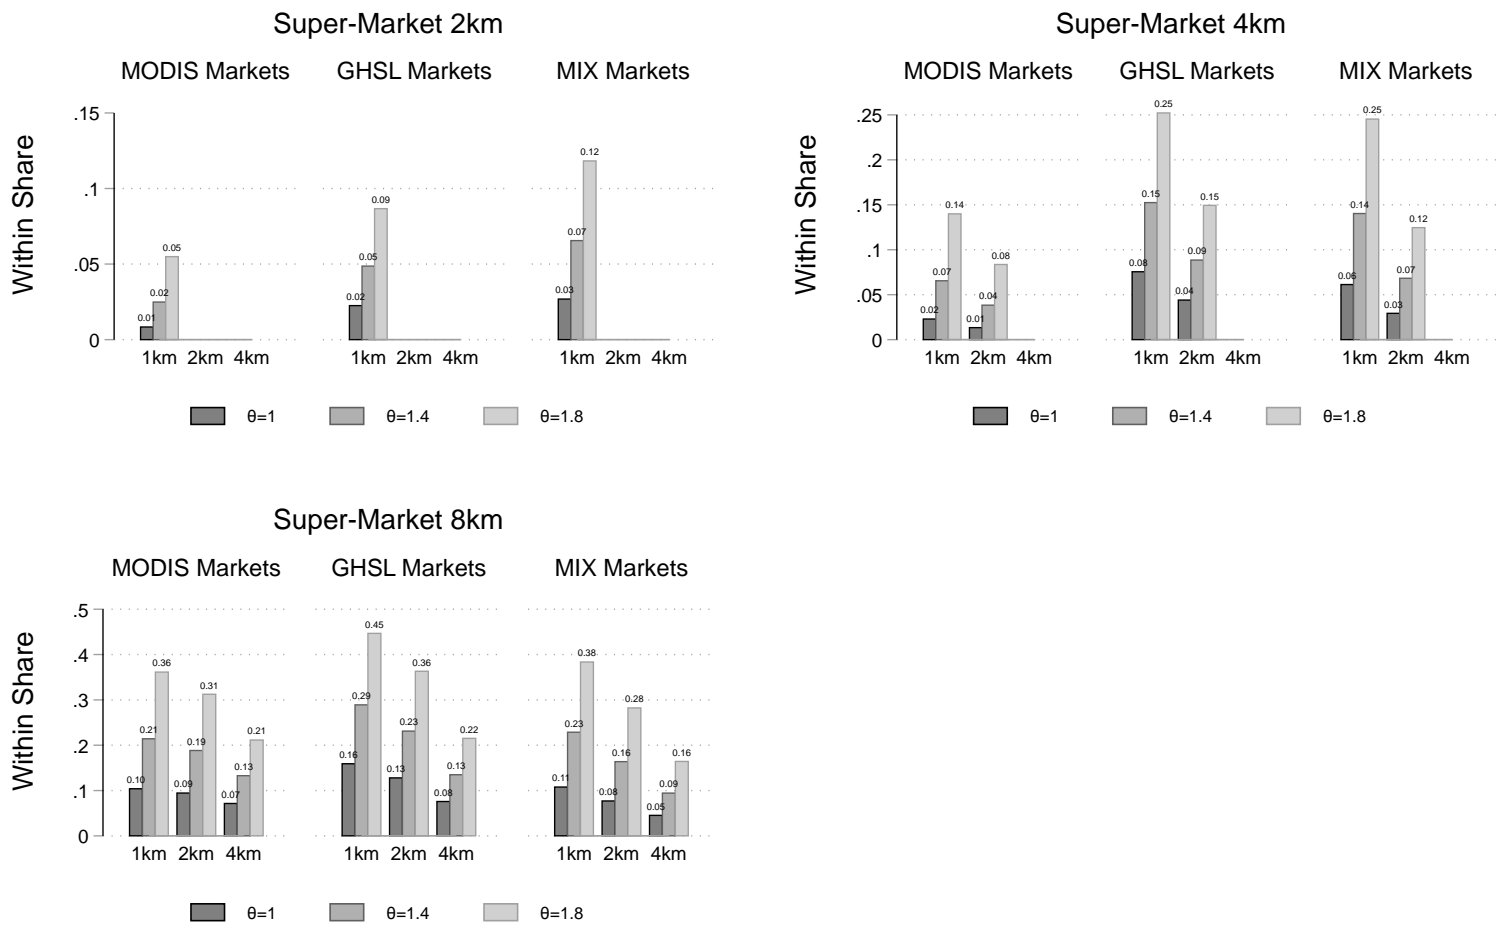 Super-Market 2km
MODIS Markets GHSL Markets MIX Markets
Within Share
.15
.1
.05
0
0.01 0.02 0.05
0.02 0.05 0.09
0.03 0.07 0.12
1km 2km 4km 1km 2km 4km 1km 2km 4km
θ=1 θ=1.4 θ=1.8
Super-Market 4km
MODIS Markets GHSL Markets MIX Markets
Within Share
.25
.2
.15
.1
.05
0
0.02 0.07 0.14 0.01 0.04 0.08
0.08 0.15 0.25 0.04 0.09 0.15
0.06 0.14 0.25 0.03 0.07 0.12
1km 2km 4km 1km 2km 4km 1km 2km 4km
θ=1 θ=1.4 θ=1.8
Super-Market 8km
MODIS Markets GHSL Markets MIX Markets
Within Share
.5
.4
.3
.2
.1
0
0.10 0.21 0.36 0.09 0.19 0.31 0.07 0.13 0.21
0.16 0.29 0.45 0.13 0.23 0.36 0.08 0.13 0.22
0.11 0.23 0.38 0.08 0.16 0.28 0.05 0.09 0.16
1km 2km 4km 1km 2km 4km 1km 2km 4km
θ=1 θ=1.4 θ=1.8